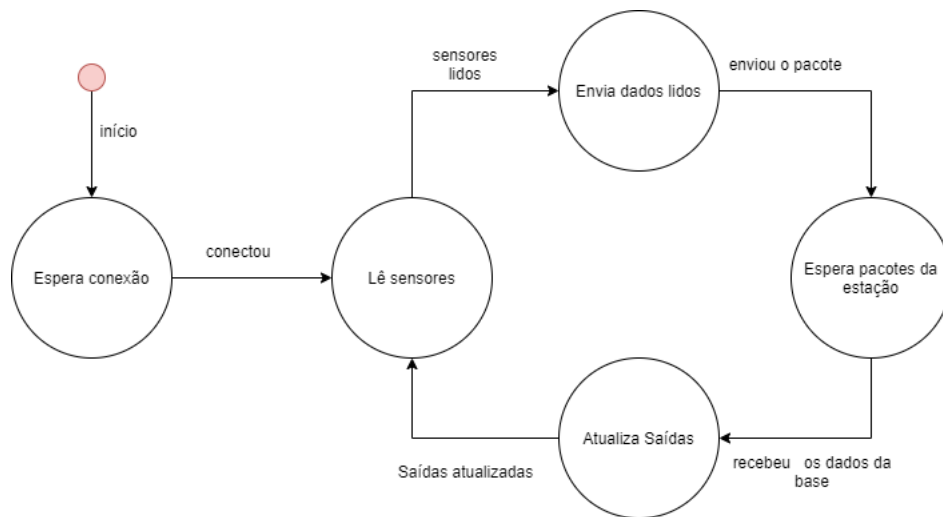 sensores
lidos
enviou o pacote
Envia dados lidos
início
conectou
Espera conexão
Lê sensores
Espera pacotes da
estação
Atualiza Saídas
Saídas atualizadas
recebeu os dados da
base